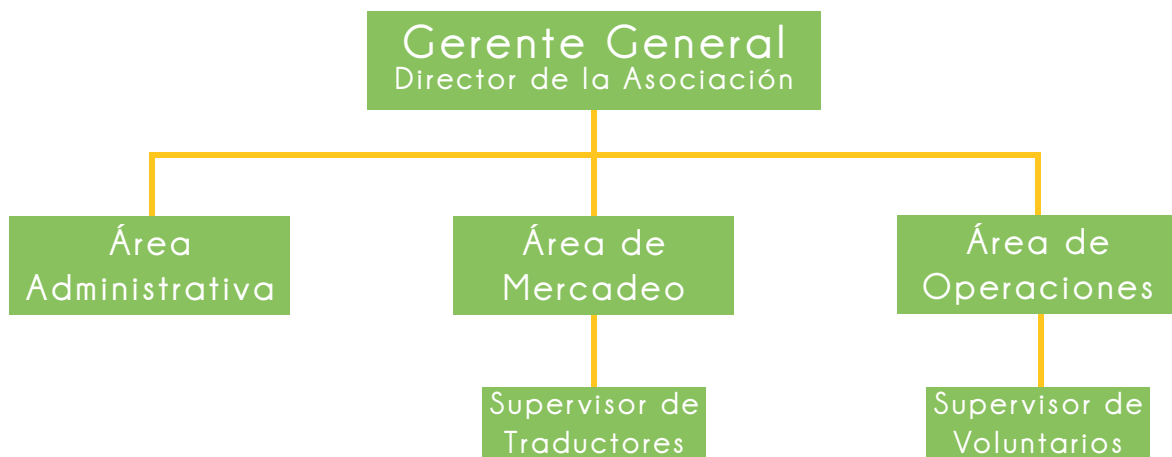 Gerente General
Director de la Asociación
Área
Administrativa
Área de
Mercadeo
Área de
Operaciones
Supervisor de
Traductores
Supervisor de
Voluntarios